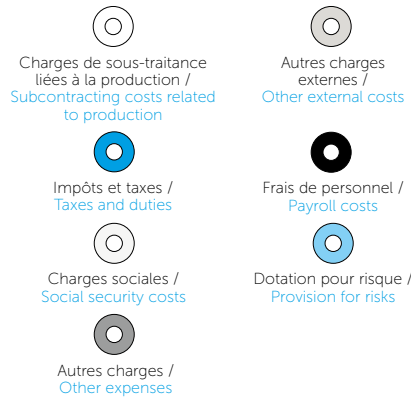 Charges de sous-traitance
liées à la production /
Subcontracting costs related
to production
Autres charges
externes /
Other external costs
Impôts et taxes /
Taxes and duties
Frais de personnel /
Payroll costs
Charges sociales /
Social security costs
Dotation pour risque /
Provision for risks
Autres charges /
Other expenses